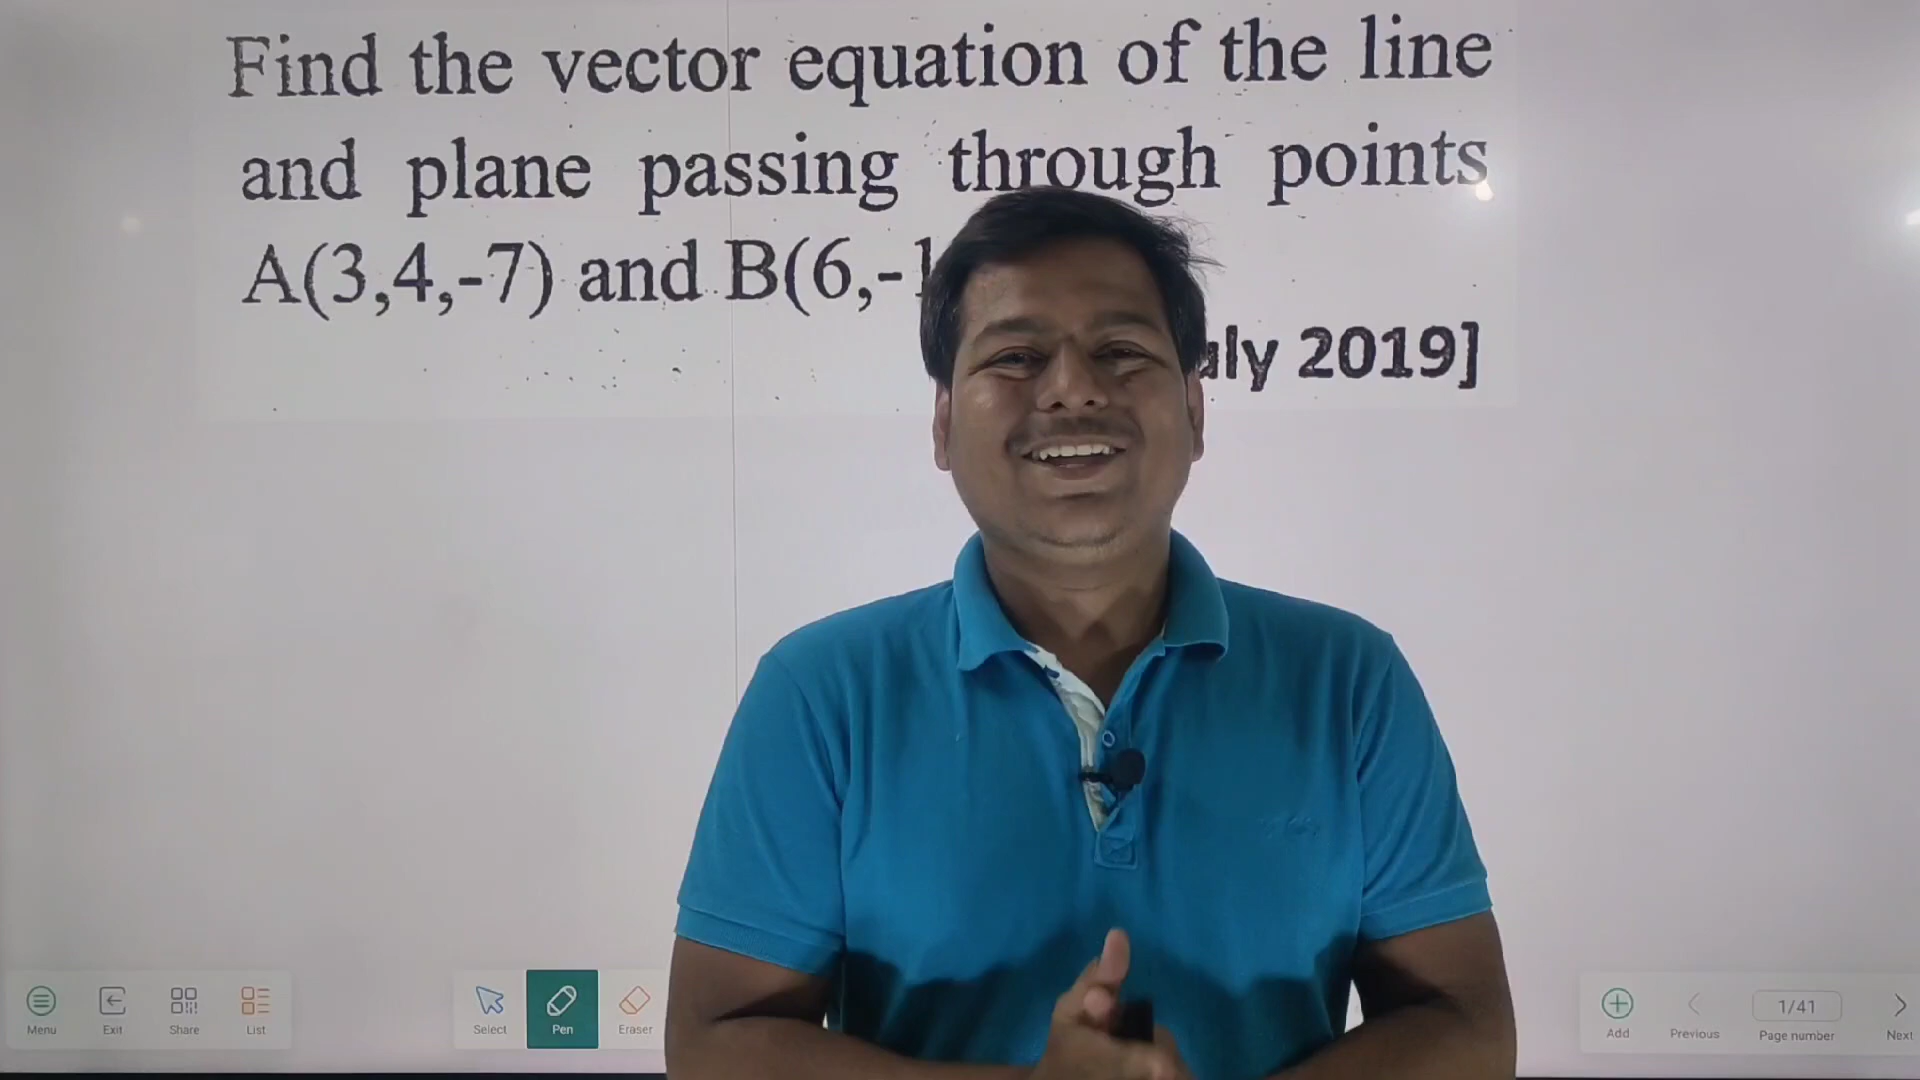 Find the vector equation of the line
and plane passing through points
A(3,4,-7) and B(6,-1
2019]
Menu Exit Share List Select Pen Eraser Add Previous 1/41 Page number Next